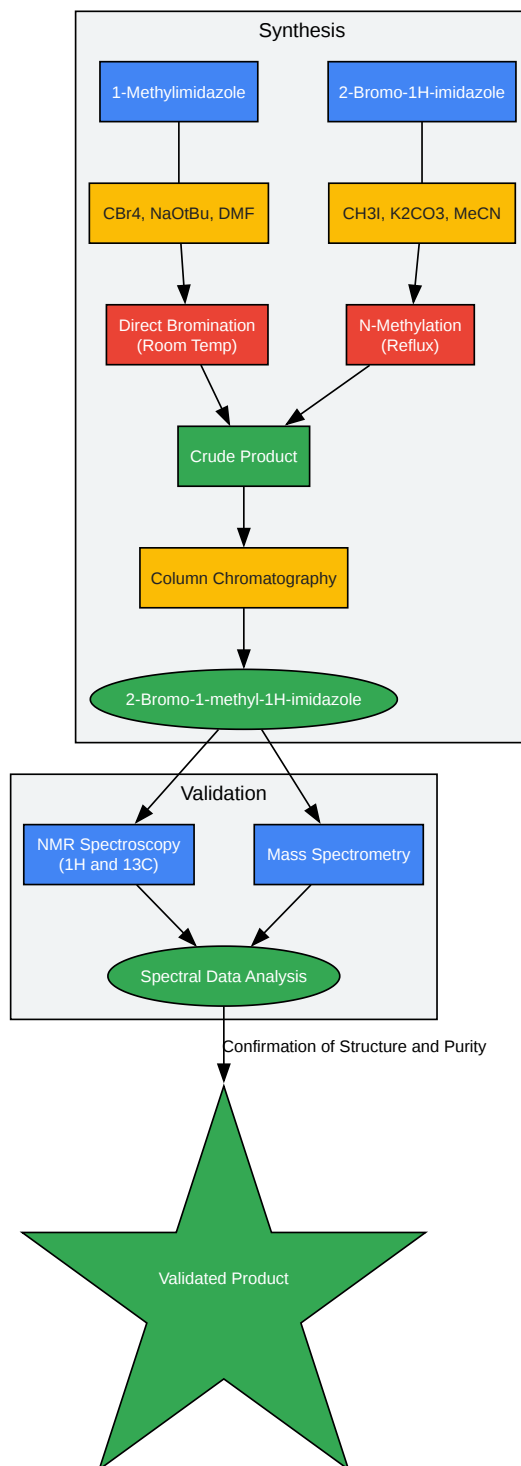 Synthesis
1-Methylimidazole
2-Bromo-1H-imidazole
CBr4, NaOtBu, DMF
CH3I, K2CO3, MeCN
Direct Bromination
(Room Temp)
N-Methylation
(Reflux)
Crude Product
Column Chromatography
2-Bromo-1-methyl-1H-imidazole
Validation
NMR Spectroscopy
(1H and 13C)
Mass Spectrometry
Spectral Data Analysis
Confirmation of Structure and Purity
Validated Product